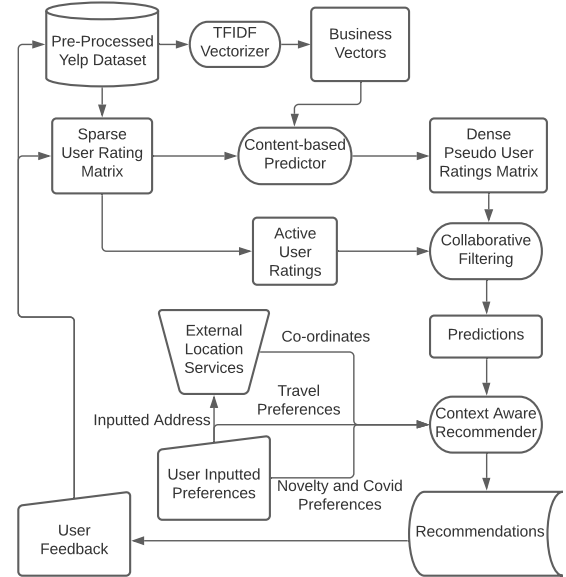 Pre-Processed
Yelp Dataset
TFIDF
Vectorizer
Business
Vectors
Sparse
User Rating
Matrix
Content-based
Predictor
Dense
Pseudo User
Ratings Matrix
Active
User
Ratings
Collaborative
Filtering
External
Location
Services
Co-ordinates
Predictions
Travel
Preferences
Inputted Address
Context Aware
Recommender
User Inputted
Preferences
Novelty and Covid
Preferences
User
Feedback
Recommendations